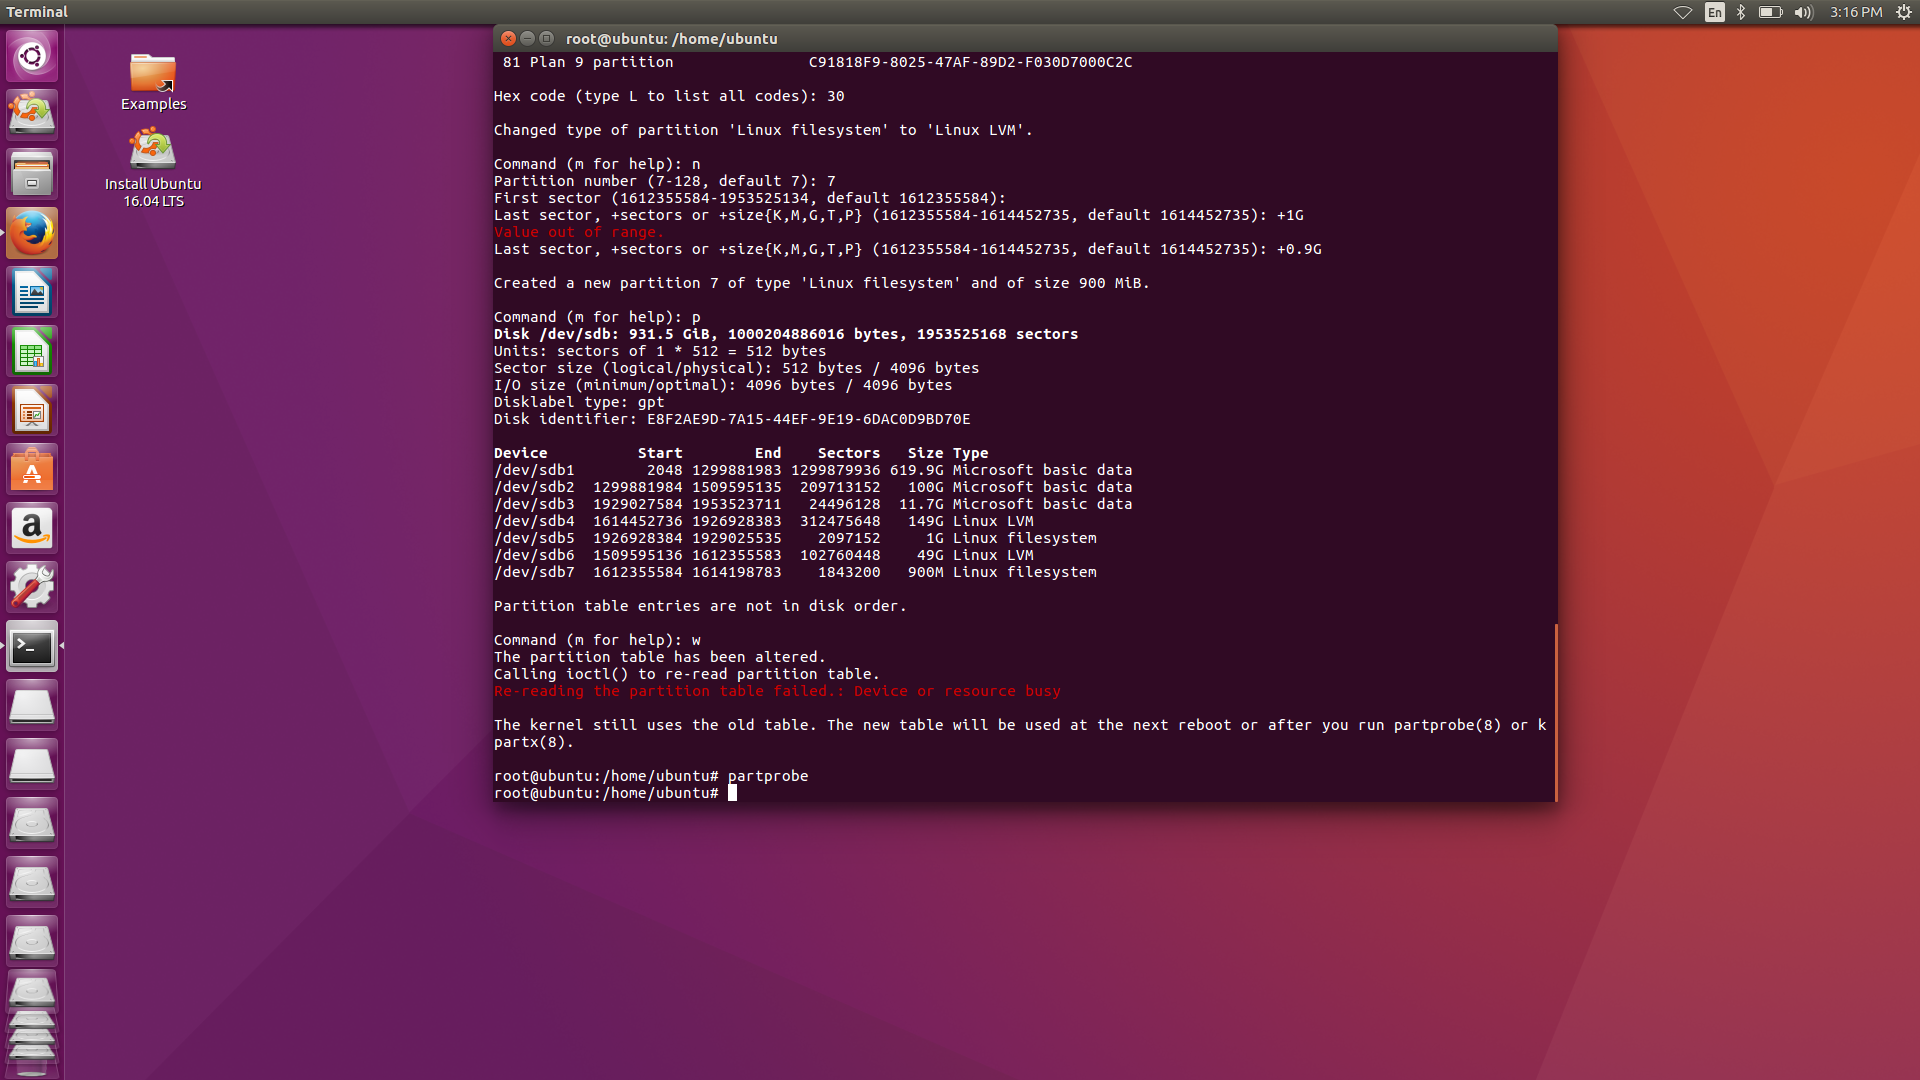 Terminal
En
3:16 PM
Examples
Install Ubuntu
16.04 LTS
root@ubuntu: /home/ubuntu
81 Plan 9 partition               C91818F9-8025-47AF-89D2-F030D7000C2C
Hex code (type L to list all codes): 30
Changed type of partition 'Linux filesystem' to 'Linux LVM'.
Command (m for help): n
Partition number (7-128, default 7): 7
First sector (1612355584-1953525134, default 1612355584):
Last sector, +sectors or +size{K,M,G,T,P} (1612355584-1614452735, default 1614452735): +1G
Value out of range.
Last sector, +sectors or +size{K,M,G,T,P} (1612355584-1614452735, default 1614452735): +0.9G
Created a new partition 7 of type 'Linux filesystem' and of size 900 MiB.
Command (m for help): p
Disk /dev/sdb: 931.5 GiB, 1000204886016 bytes, 1953525168 sectors
Units: sectors of 1 * 512 = 512 bytes
Sector size (logical/physical): 512 bytes / 4096 bytes
I/O size (minimum/optimal): 4096 bytes / 4096 bytes
Disklabel type: gpt
Disk identifier: E8F2AE9D-7A15-44EF-9E19-6DAC0D9BD70E
Device          Start        End    Sectors   Size Type
/dev/sdb1        2048 1299881983 1299879936 619.9G Microsoft basic data
/dev/sdb2  1299881984 1509595135  209713152   100G Microsoft basic data
/dev/sdb3  1929027584 1953523711   24496128  11.7G Microsoft basic data
/dev/sdb4  1614452736 1926928383  312475648   149G Linux LVM
/dev/sdb5  1926928384 1929025535    2097152     1G Linux filesystem
/dev/sdb6  1509595136 1612355583  102760448    49G Linux LVM
/dev/sdb7  1612355584 1614198783    1843200   900M Linux filesystem
Partition table entries are not in disk order.
Command (m for help): w
The partition table has been altered.
Calling ioctl() to re-read partition table.
Re-reading the partition table failed.: Device or resource busy
The kernel still uses the old table. The new table will be used at the next reboot or after you run partprobe(8) or k
partx(8).
root@ubuntu:/home/ubuntu# partprobe
root@ubuntu:/home/ubuntu#